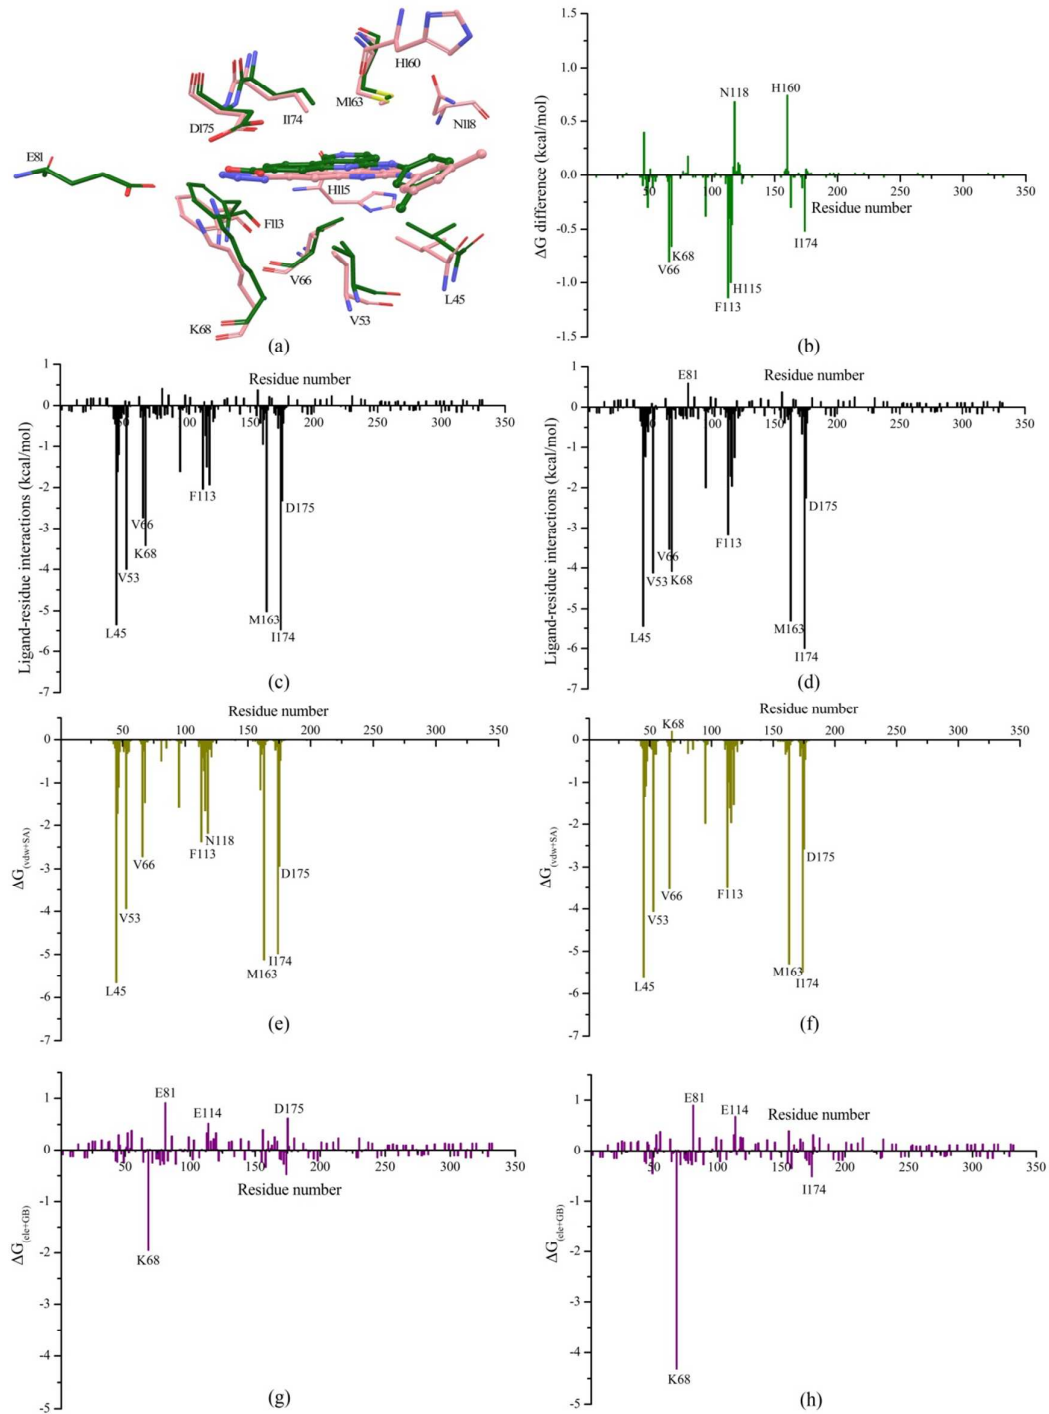 H160
M163
I174
D175
N118
E81
H115
F113
V66
L45
V53
K68
(a)
ΔG difference (kcal/mol)
1.5
1.0
0.5
0.0
-0.5
-1.0
-1.5
N118
H160
50 100 150 200 250 300 350
Residue number
K68
V66
I174
H115
F113
(b)
Ligand-residue interactions (kcal/mol)
1
0
-1
-2
-3
-4
-5
-6
-7
Residue number
50 100 150 200 250 300 350
F113
D175
V66
K68
V53
L45
M163
I174
(c)
Ligand-residue interactions (kcal/mol)
1
0
-1
-2
-3
-4
-5
-6
-7
E81
Residue number
50 100 150 200 250 300 350
D175
F113
V66
V53 K68
L45
M163
I174
(d)
ΔG(vdw+SA)
0
-1
-2
-3
-4
-5
-6
-7
Residue number
50 100 150 200 250 300 350
N118
F113
V66
D175
V53
I174
M163
L45
(e)
ΔG(vdw+SA)
0
-1
-2
-3
-4
-5
-6
-7
Residue number
K68
50 100 150 200 250 300 350
D175
V66
F113
V53
M163
I174
L45
(f)
ΔG(ele+GB)
1
0
-1
-2
-3
-4
-5
E81
E114
D175
50 100 150 200 250 300 350
Residue number
K68
(g)
ΔG(ele+GB)
1
0
-1
-2
-3
-4
-5
E81
E114
Residue number
50 100 150 200 250 300 350
I174
K68
(h)